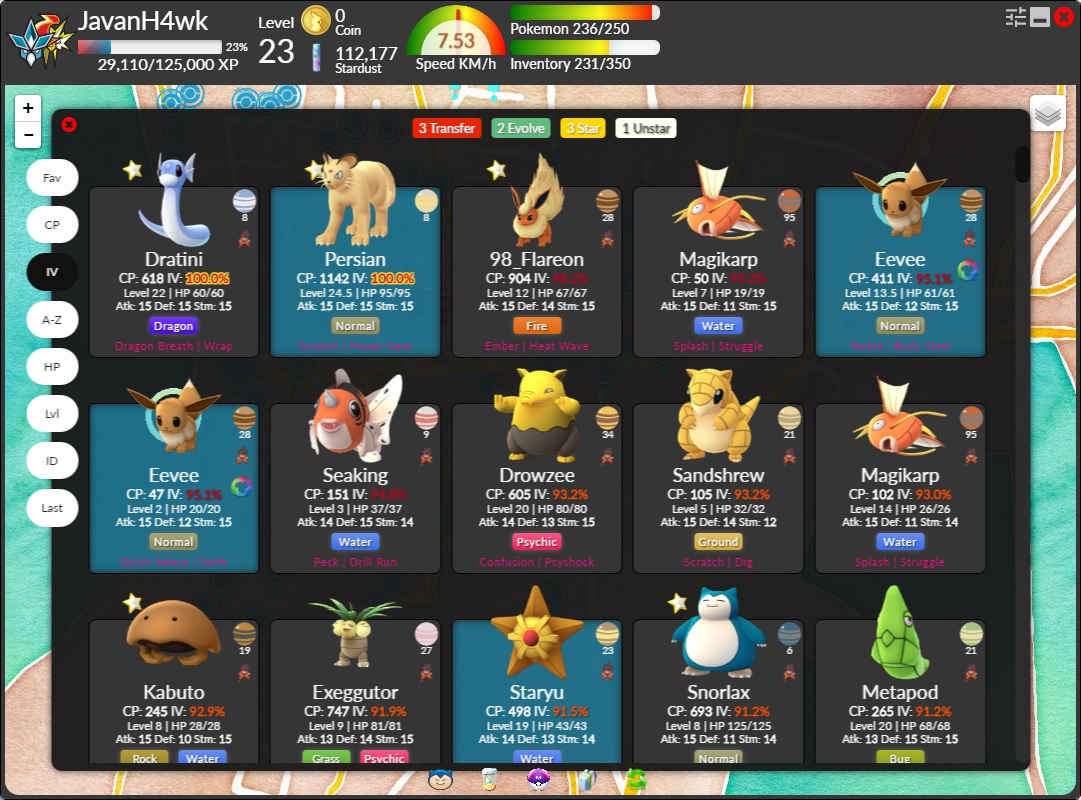 JavanH4wk
23%
29,110/125,000 XP
Level
23
0
Coin
112,177
Stardust
7.53
Speed KM/h
Pokemon 236/250
Inventory 231/350
+
−
3 Transfer
2 Evolve
3 Star
1 Unstar
Fav
CP
IV
A-Z
HP
Lvl
ID
Last
8
Dratini
CP: 618 IV: 100.0%
Level 22 | HP 60/60
Atk: 15 Def: 15 Stm: 15
Dragon
Dragon Breath | Wrap
8
Persian
CP: 1142 IV: 100.0%
Level 24.5 | HP 95/95
Atk: 15 Def: 15 Stm: 15
Normal
Scratch | Power Gem
28
98_Flareon
CP: 904 IV: 98.2%
Level 12 | HP 67/67
Atk: 15 Def: 14 Stm: 15
Fire
Ember | Heat Wave
95
Magikarp
CP: 50 IV: 95.2%
Level 7 | HP 19/19
Atk: 15 Def: 11 Stm: 15
Water
Splash | Struggle
28
Eevee
CP: 411 IV: 95.1%
Level 13.5 | HP 61/61
Atk: 15 Def: 12 Stm: 15
Normal
Tackle | Body Slam
28
Eevee
CP: 47 IV: 95.1%
Level 2 | HP 20/20
Atk: 15 Def: 12 Stm: 15
Normal
Quick Attack | Swift
9
Seaking
CP: 151 IV: 94.8%
Level 3 | HP 37/37
Atk: 14 Def: 15 Stm: 14
Water
Peck | Drill Run
34
Drowzee
CP: 605 IV: 93.2%
Level 20 | HP 80/80
Atk: 14 Def: 13 Stm: 15
Psychic
Confusion | Psyshock
21
Sandshrew
CP: 105 IV: 93.2%
Level 5 | HP 32/32
Atk: 15 Def: 14 Stm: 12
Ground
Scratch | Dig
95
Magikarp
CP: 102 IV: 93.0%
Level 14 | HP 26/26
Atk: 15 Def: 11 Stm: 14
Water
Splash | Struggle
19
Kabuto
CP: 245 IV: 92.9%
Level 8 | HP 28/28
Atk: 15 Def: 10 Stm: 15
Rock
Water
27
Exeggutor
CP: 747 IV: 91.9%
Level 9 | HP 81/81
Atk: 13 Def: 14 Stm: 15
Grass
Psychic
23
Staryu
CP: 498 IV: 91.5%
Level 19 | HP 43/43
Atk: 14 Def: 13 Stm: 14
Water
6
Snorlax
CP: 693 IV: 91.2%
Level 8 | HP 125/125
Atk: 15 Def: 11 Stm: 14
Normal
21
Metapod
CP: 265 IV: 91.2%
Level 20 | HP 68/68
Atk: 13 Def: 15 Stm: 15
Bug